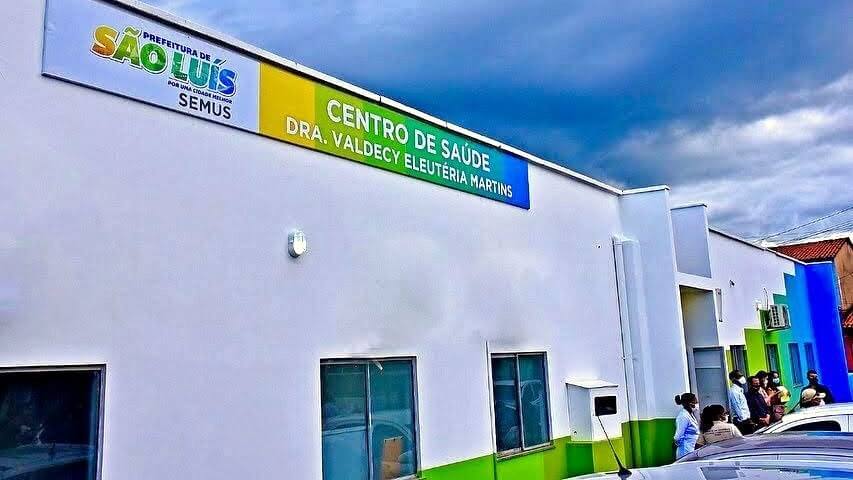 PREFEITURA DE
SÃO LUÍS
POR UMA CIDADE MELHOR
SEMUS
CENTRO DE SAÚDE
DRA. VALDECY ELEUTÉRIA MARTINS